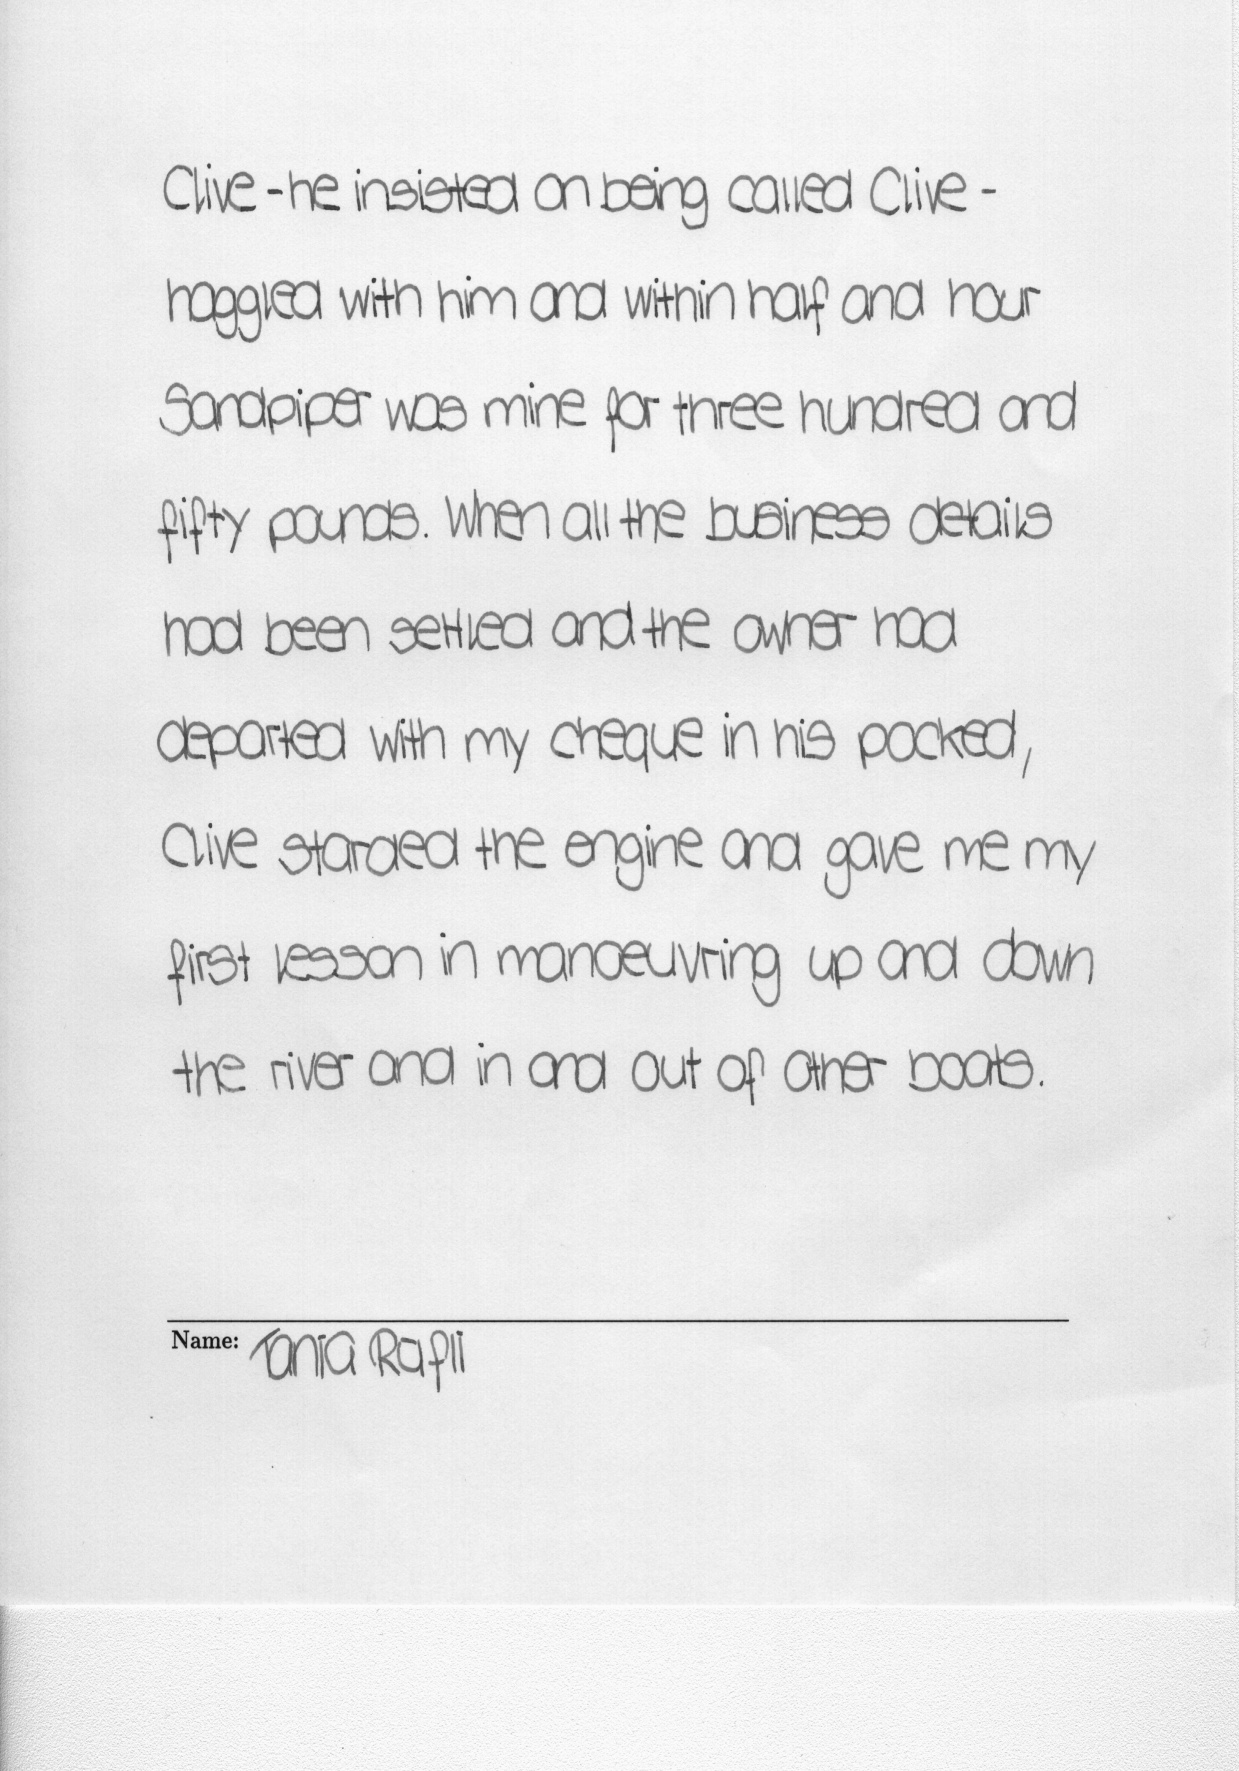 Clive - he insisted on being called Clive -
haggled with him and within half and hour
Sandpiper was mine for three hundred and
fifty pounds. When all the business details
had been settled and the owner had
departed with my cheque in his pocked,
Clive starded the engine and gave me my
first lesson in manoeuvring up and down
the river and in and out of other boats.
Name: Tania Rafli